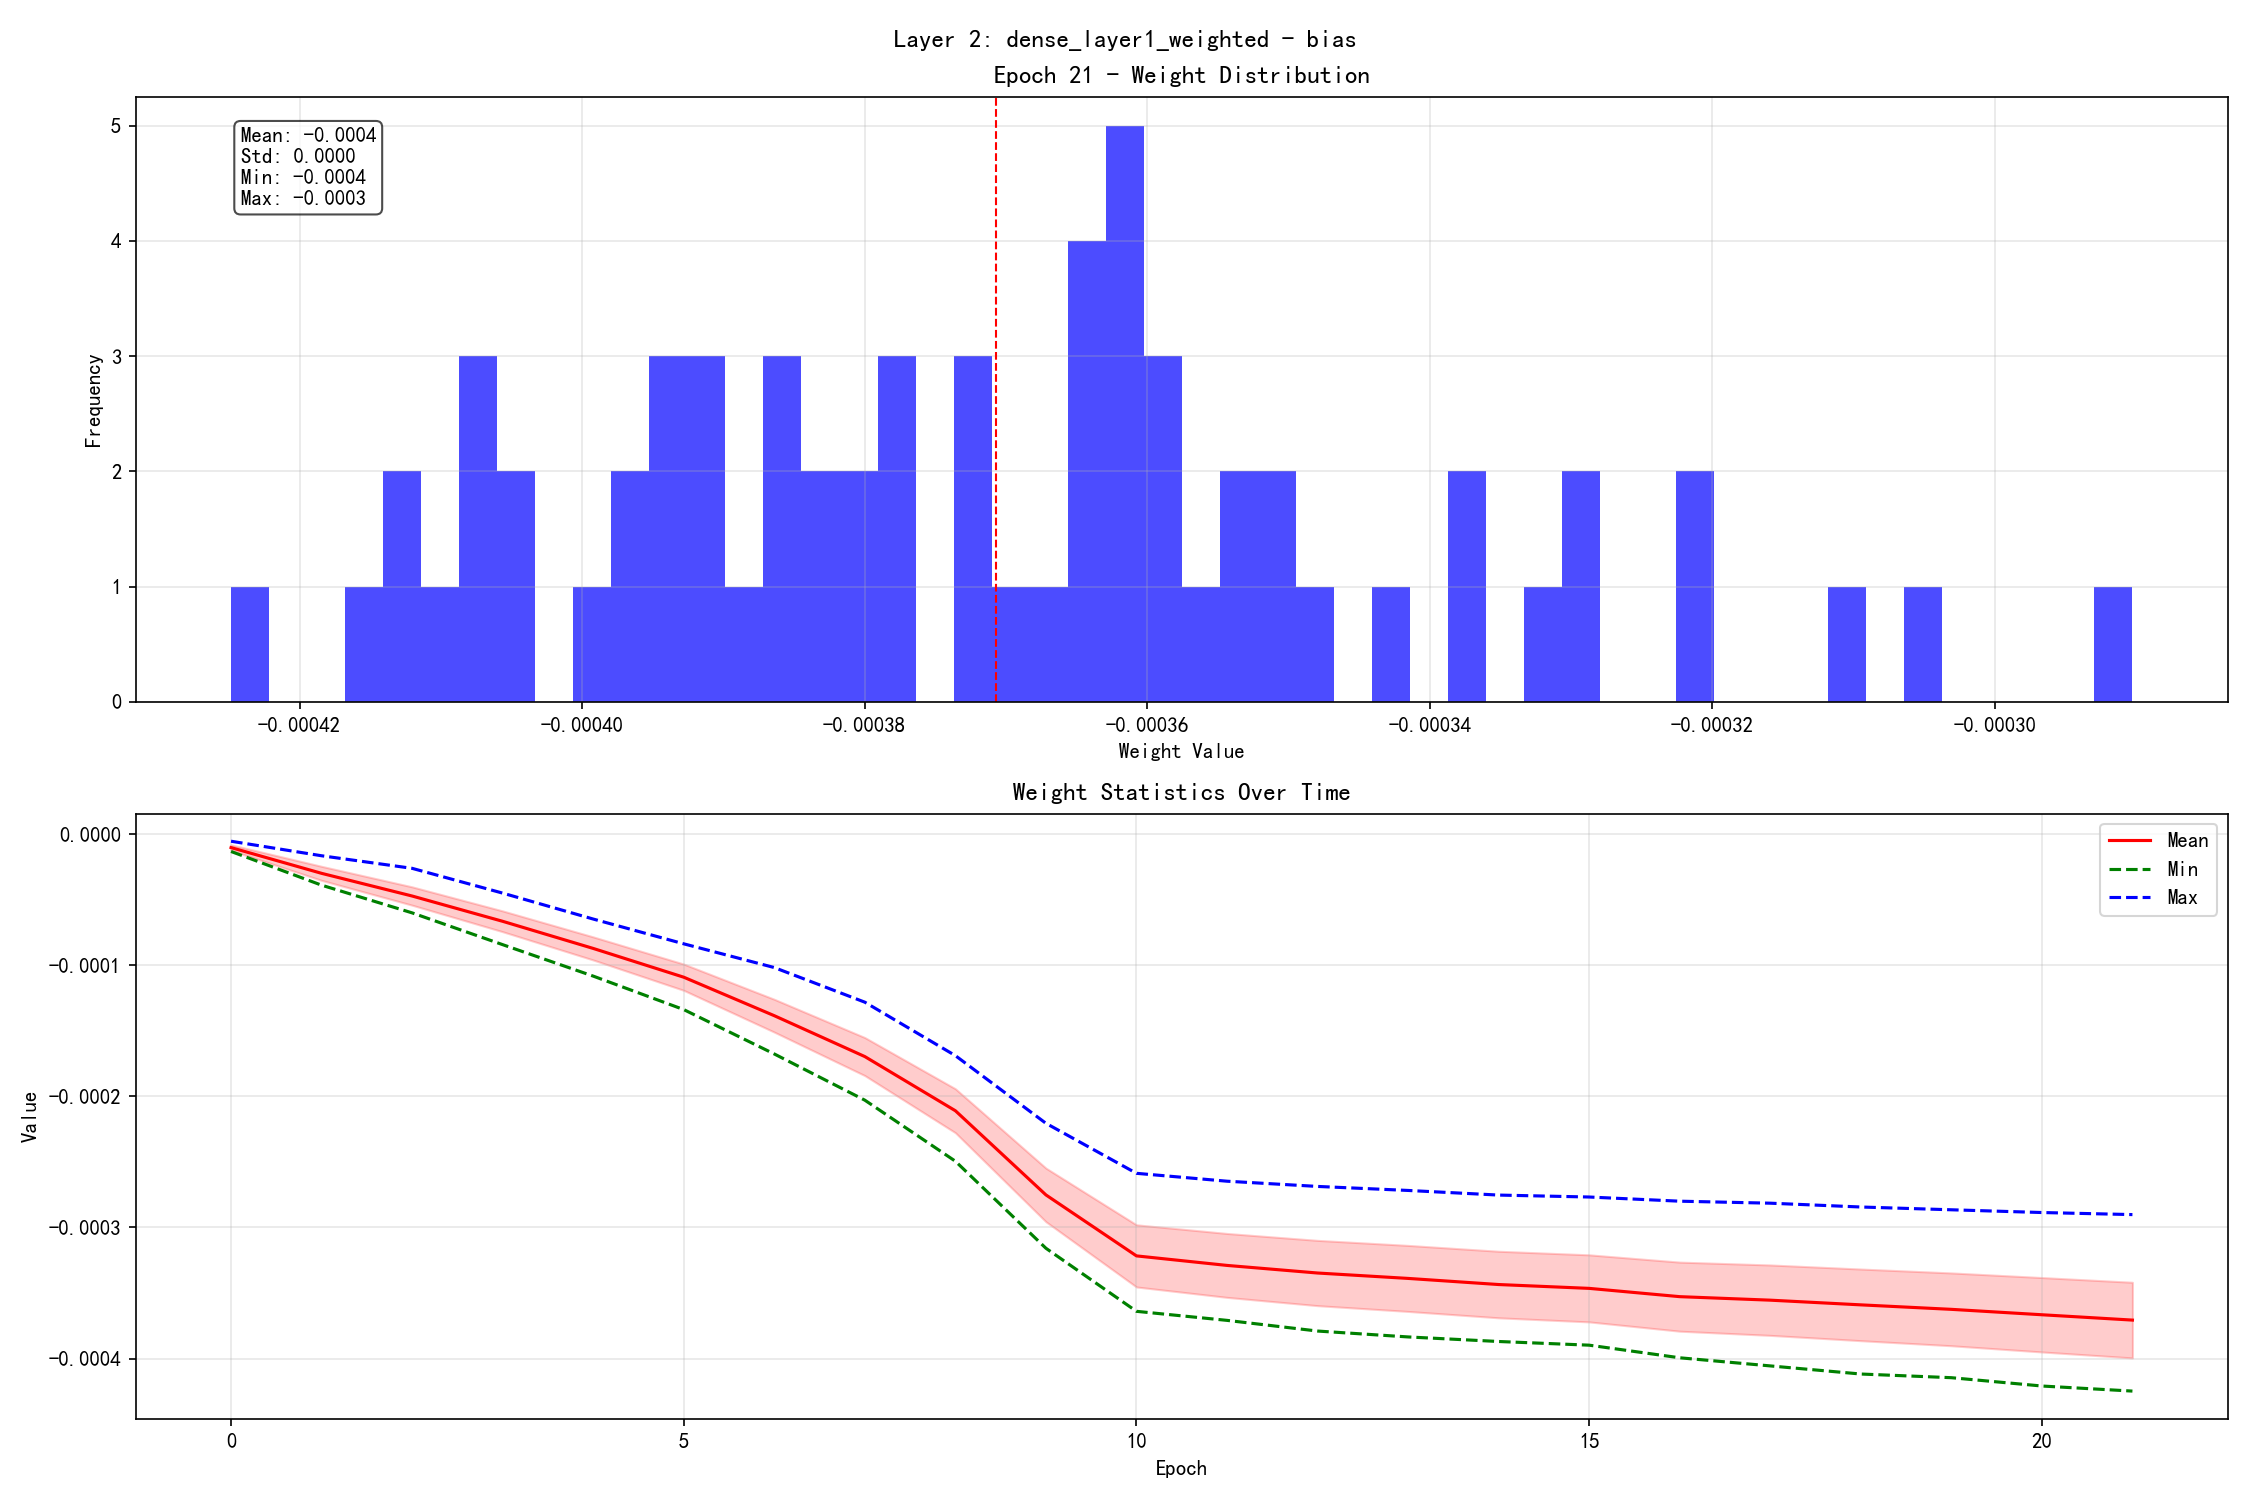 Layer 2: dense_layer1_weighted - bias
Epoch 21 - Weight Distribution
Mean: -0.0004
Std: 0.0000
Min: -0.0004
Max: -0.0003
5
4
3
2
1
0
Frequency
-0.00042 -0.00040 -0.00038 -0.00036 -0.00034 -0.00032 -0.00030
Weight Value
Weight Statistics Over Time
Mean
Min
Max
0.0000
-0.0001
-0.0002
-0.0003
-0.0004
Value
0 5 10 15 20
Epoch